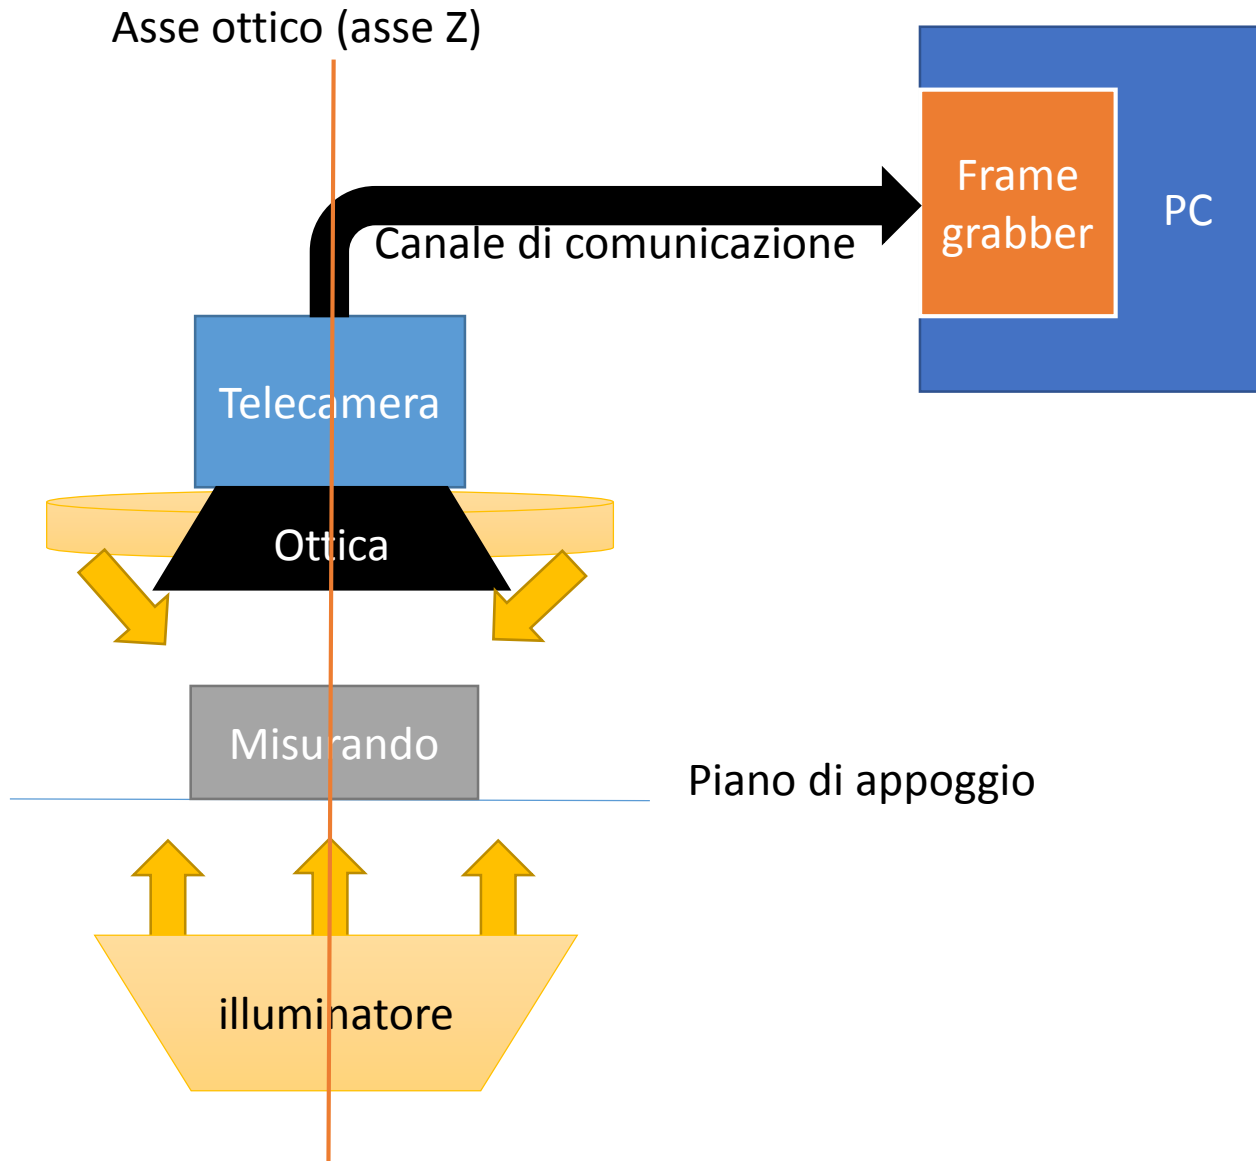 Asse ottico (asse Z)
Frame
grabber
PC
Canale di comunicazione
Telecamera
Ottica
Misurando
Piano di appoggio
illuminatore